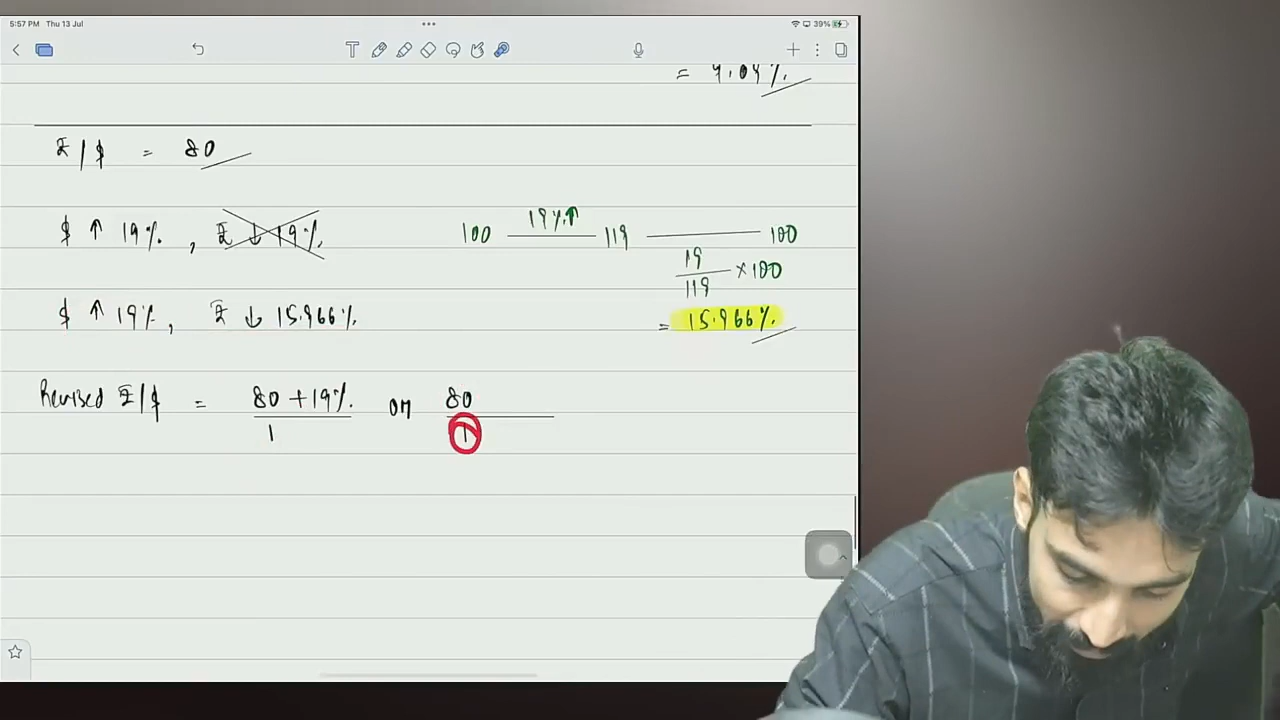 5:57 PM Thu 13 Jul
39%
= 4.04%.
₹/$ = 80
$ ↑ 19%, ₹ ↓ 19%.
100 19%↑ 119 100
19/119 × 100
$ ↑ 19%, ₹ ↓ 15.966%.
= 15.966%.
Revised ₹/$ = 80 + 19%. / 1 or 80 / 1